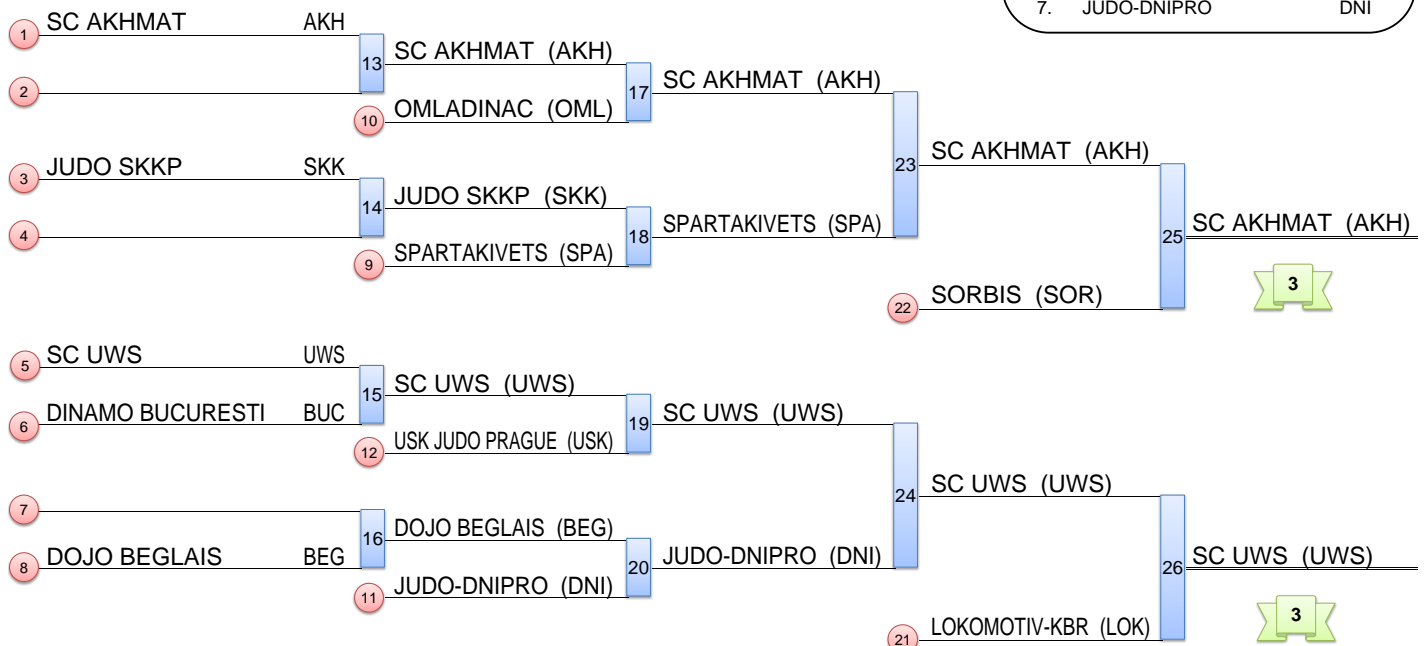 7. JUDO-DNIPRO DNI
1 SC AKHMAT AKH
13 SC AKHMAT (AKH)
2
17 SC AKHMAT (AKH)
10 OMLADINAC (OML)
23 SC AKHMAT (AKH)
3 JUDO SKKP SKK
14 JUDO SKKP (SKK)
4
18 SPARTAKIVETS (SPA)
9 SPARTAKIVETS (SPA)
25 SC AKHMAT (AKH)
3
22 SORBIS (SOR)
5 SC UWS UWS
15 SC UWS (UWS)
6 DINAMO BUCURESTI BUC
19 SC UWS (UWS)
12 USK JUDO PRAGUE (USK)
24 SC UWS (UWS)
7
16 DOJO BEGLAIS (BEG)
8 DOJO BEGLAIS BEG
20 JUDO-DNIPRO (DNI)
11 JUDO-DNIPRO (DNI)
26 SC UWS (UWS)
3
21 LOKOMOTIV-KBR (LOK)